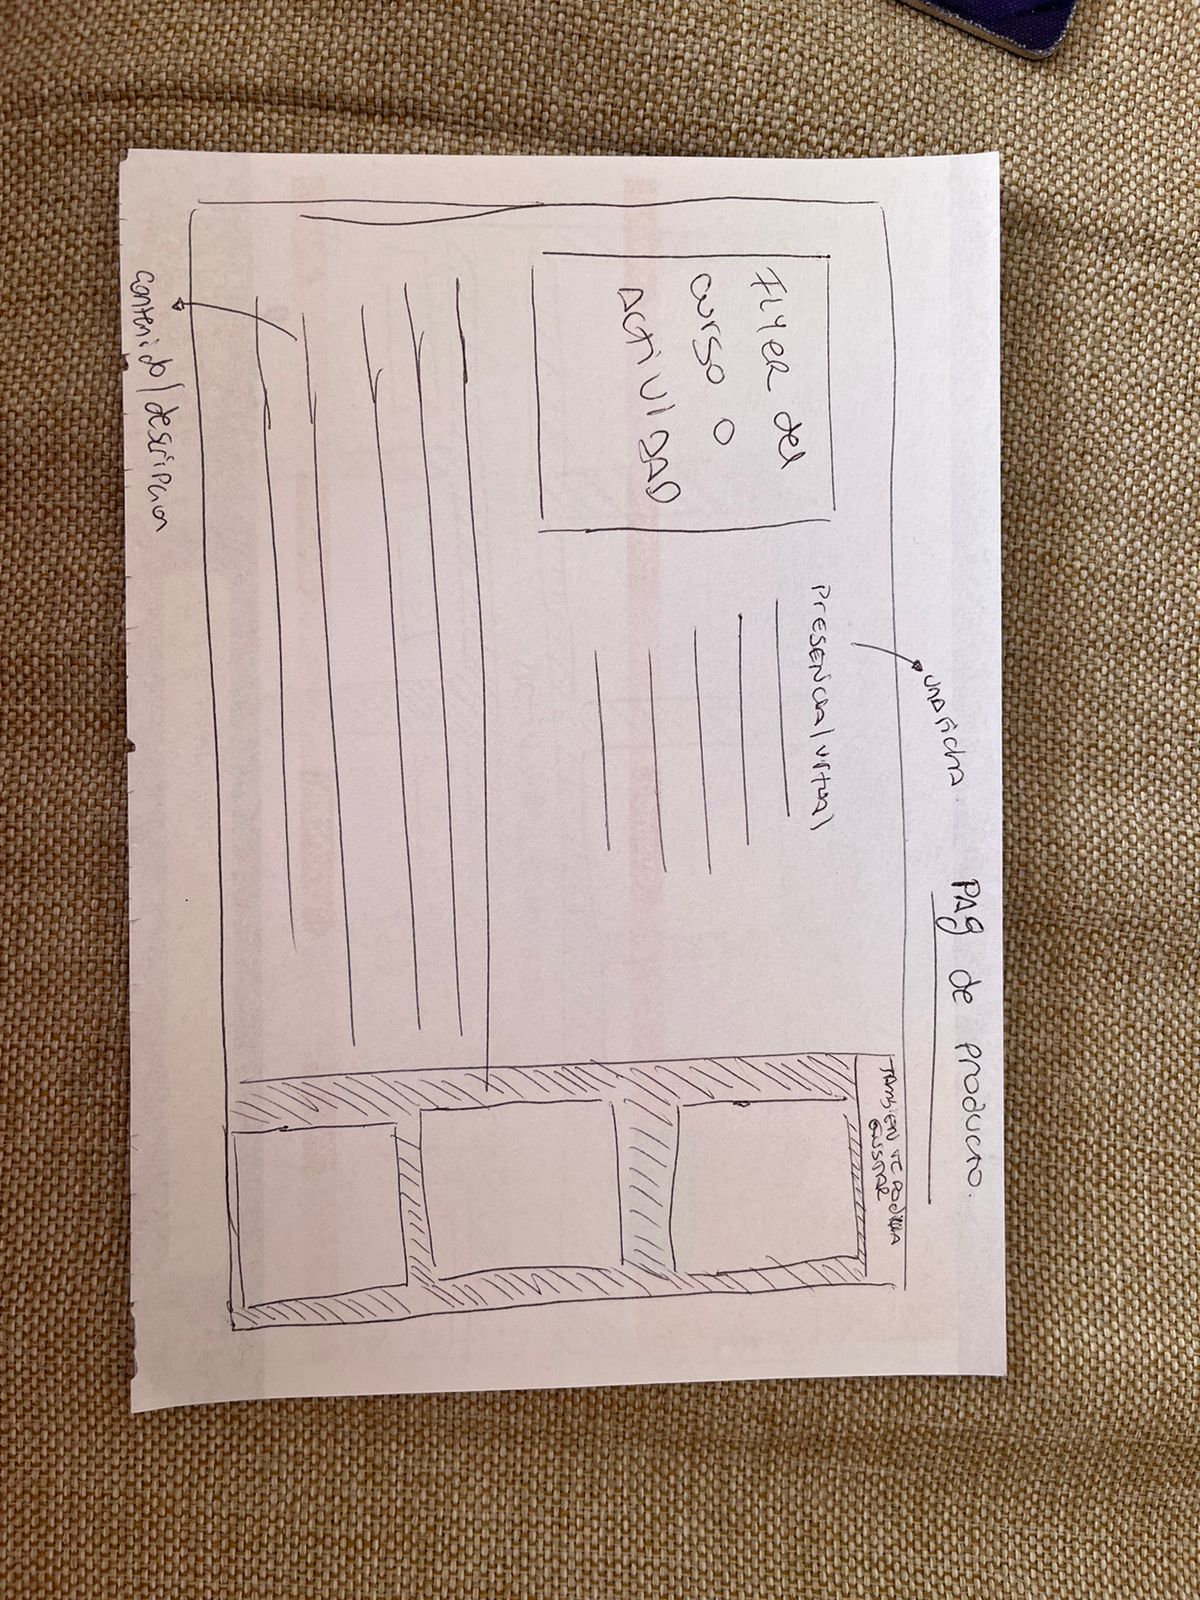 PAg de PRODUCTO.
UNA FICHA.
TAMBIEN TE PODRIA
GUSTAR
PRESENCIAL/VIRTUAL
FLYER del
curso o
ACTIVIDAD
Contenido/descripcion